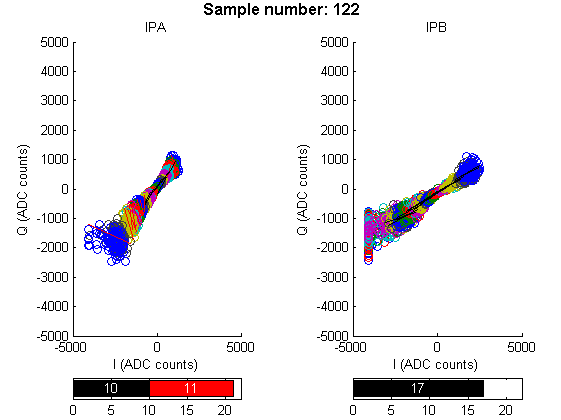 Sample number: 122
IPA IPB
5000 5000
4000 4000
3000 3000
2000 2000
1000 1000
0 0
-1000 -1000
-2000 -2000
-3000 -3000
-4000 -4000
-5000 -5000
Q (ADC counts) Q (ADC counts)
-5000 0 5000 -5000 0 5000
I (ADC counts) I (ADC counts)
10 11 17
0 5 10 15 20 0 5 10 15 20